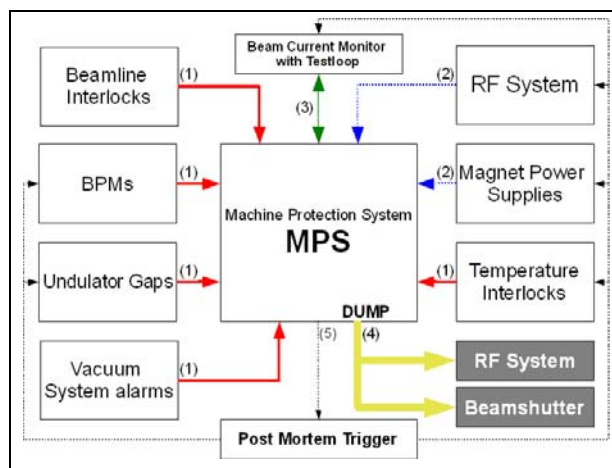 Beam Current Monitor
with Testloop
Beamline
Interlocks
(1)
(2)
RF System
(3)
BPMs
(1)
(2)
Magnet Power
Supplies
Machine Protection System
MPS
Undulator Gaps
(1)
(1)
Temperature
Interlocks
DUMP
(5)
(4)
Vacuum
System alarms
(1)
RF System
Beamshutter
Post Mortem Trigger